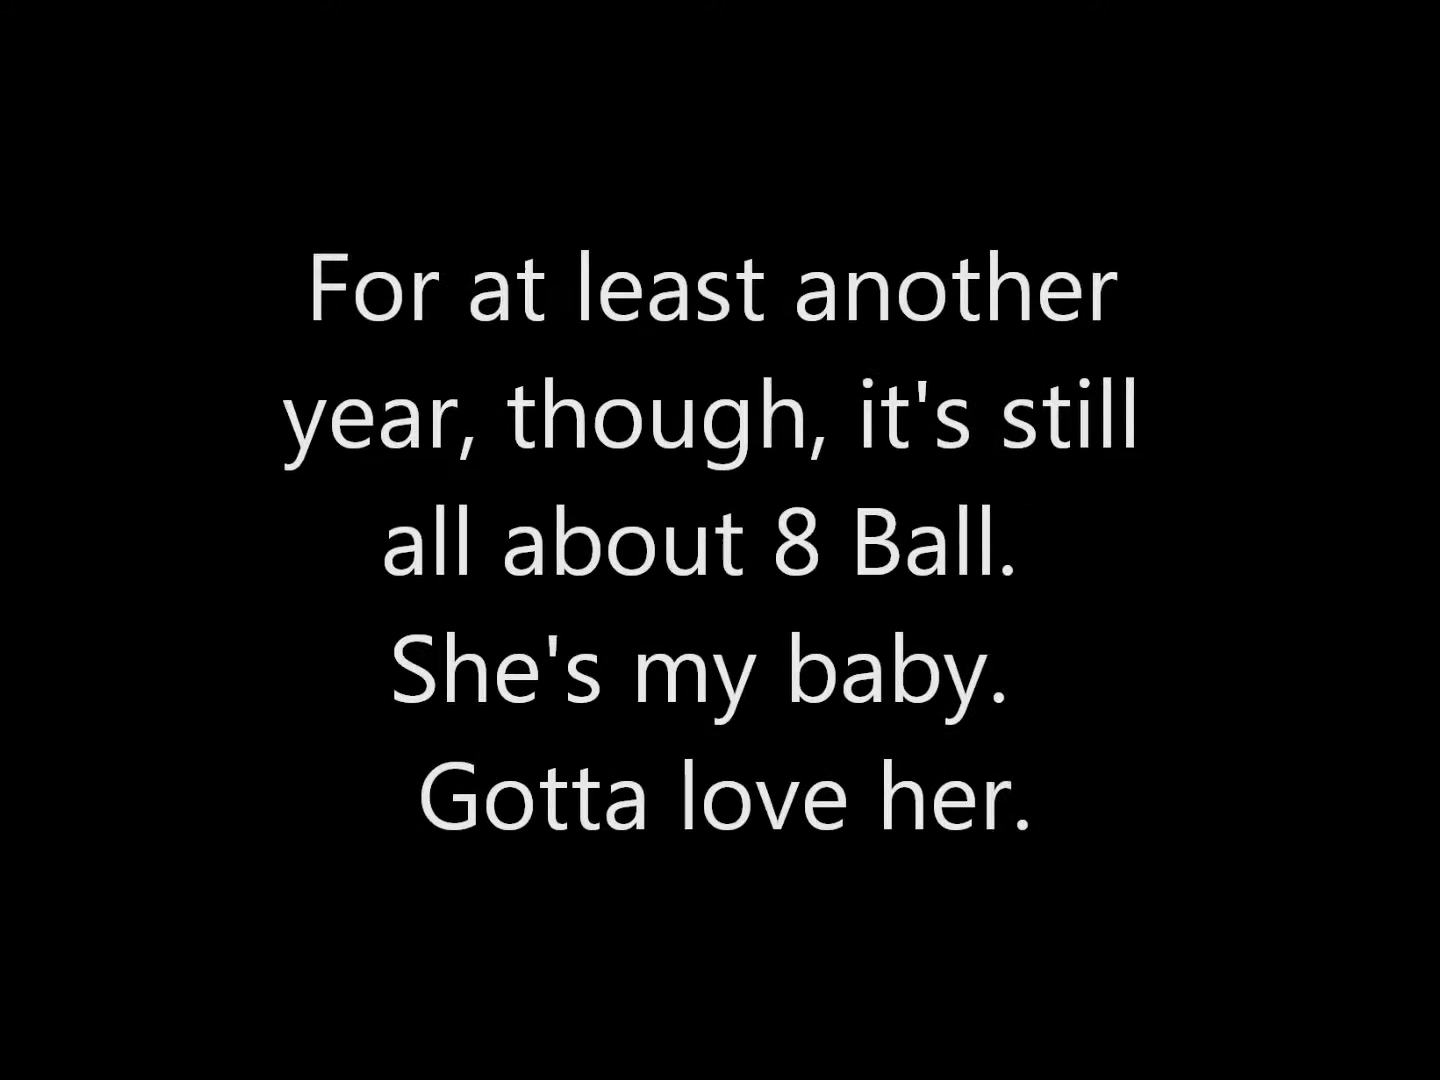 For at least another
year, though, it's still
all about 8 Ball.
She's my baby.
Gotta love her.